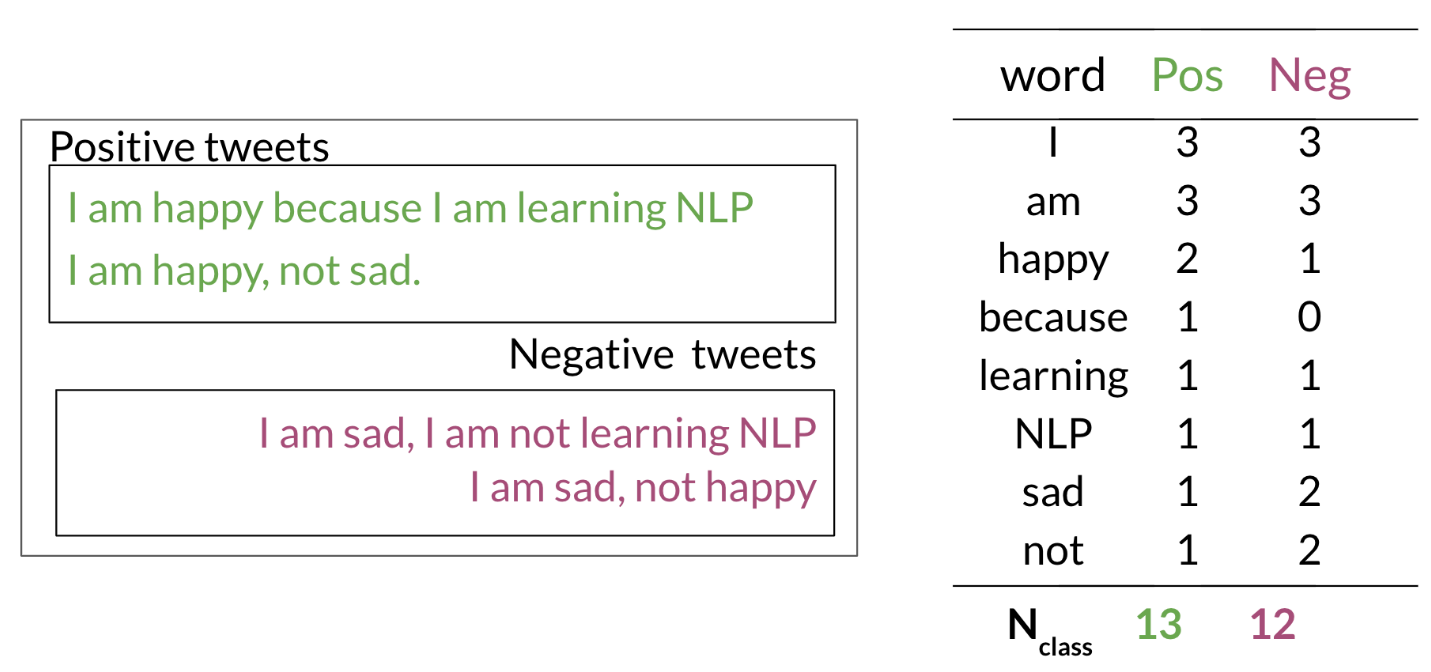 Positive tweets
I am happy because I am learning NLP
I am happy, not sad.
Negative tweets
I am sad, I am not learning NLP
I am sad, not happy
word Pos Neg
I 3 3
am 3 3
happy 2 1
because 1 0
learning 1 1
NLP 1 1
sad 1 2
not 1 2
Nclass 13 12